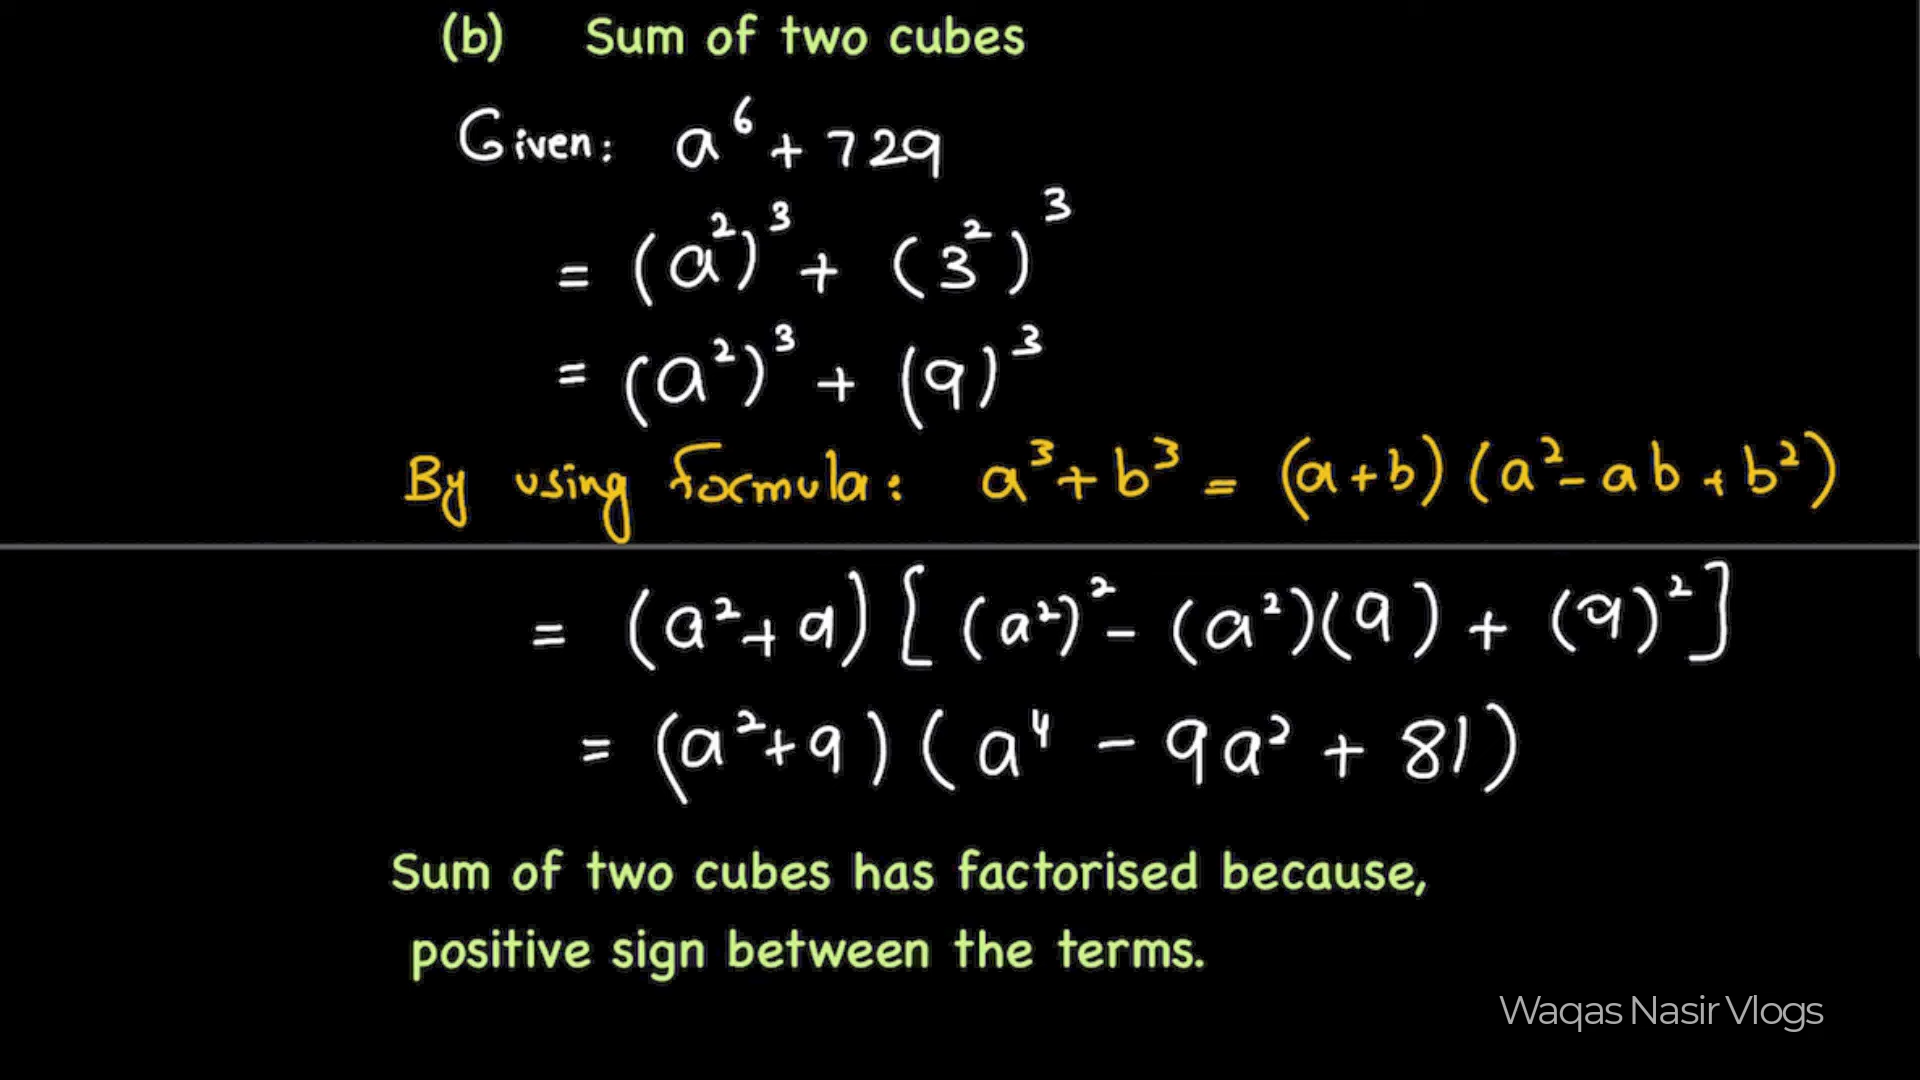 (b) Sum of two cubes
Given: a⁶ + 729
= (a²)³ + (3²)³
= (a²)³ + (9)³
By using formula: a³ + b³ = (a + b) (a² - ab + b²)
= (a² + 9) [(a²)² - (a²)(9) + (9)²]
= (a² + 9) (a⁴ - 9a² + 81)
Sum of two cubes has factorised because,
positive sign between the terms.
Waqas Nasir Vlogs